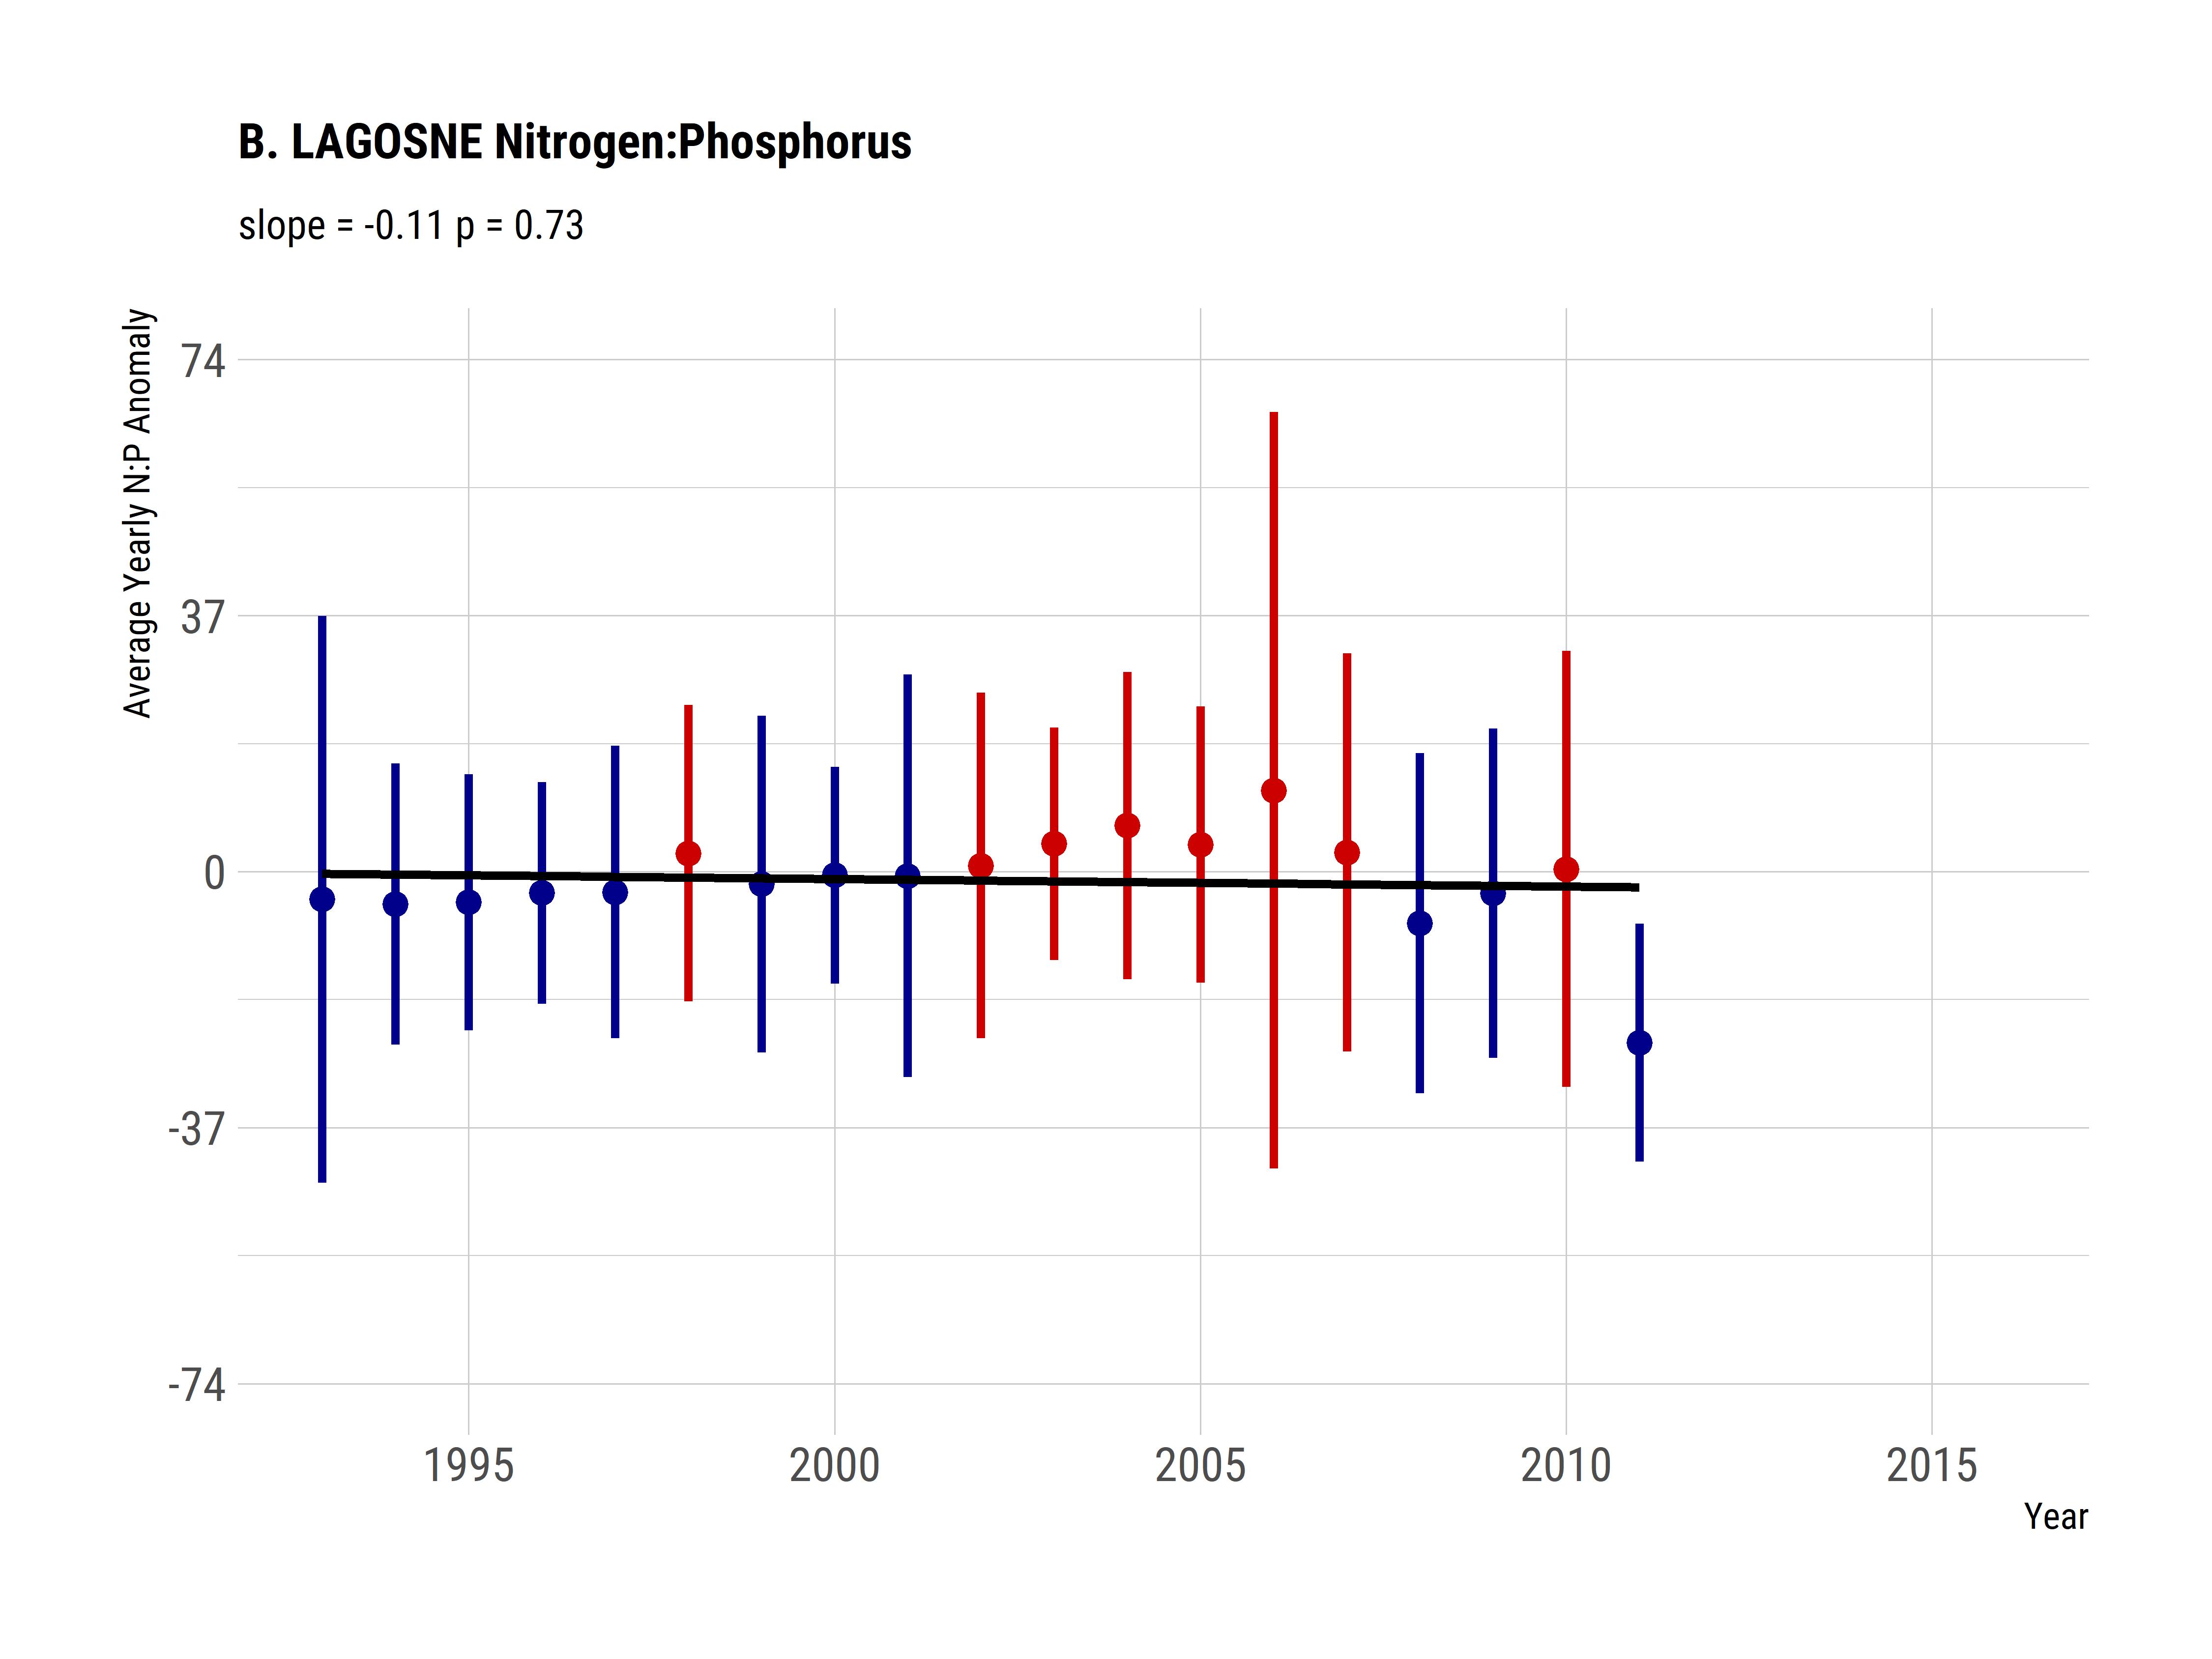 B. LAGOSNE Nitrogen:Phosphorus
slope = -0.11 p = 0.73
Average Yearly N:P Anomaly
74
37
0
-37
-74
1995 2000 2005 2010 2015
Year